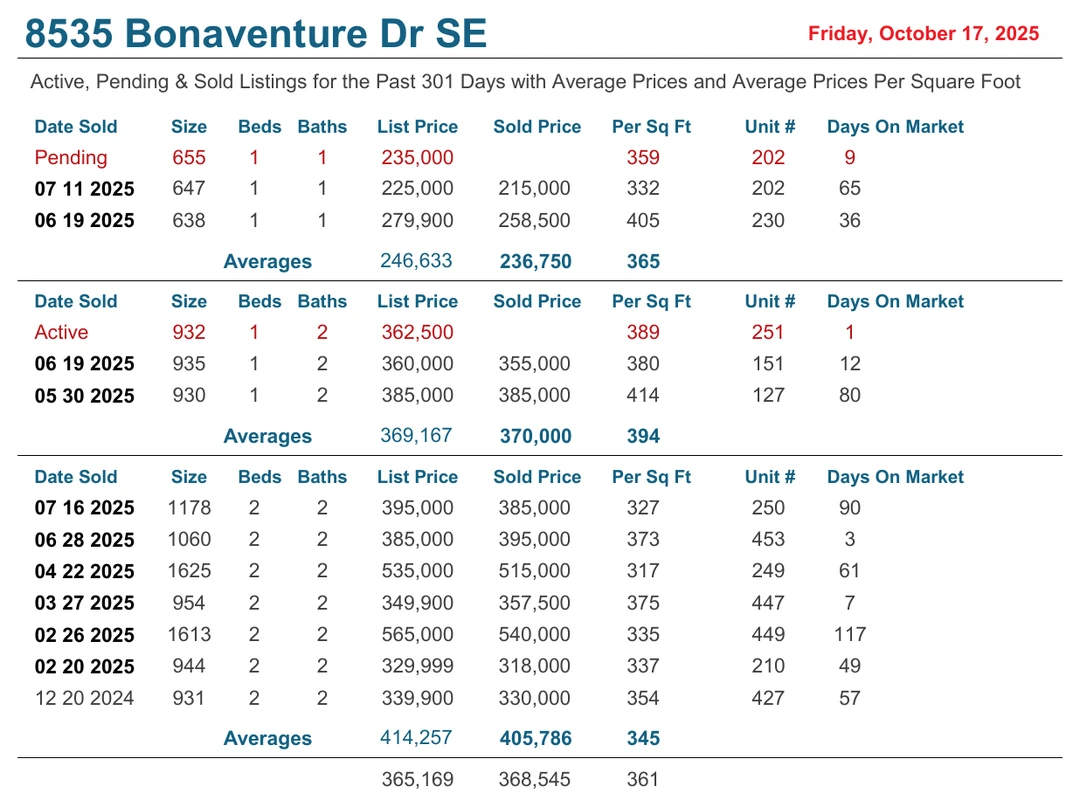 8535 Bonaventure Dr SE
Friday, October 17, 2025
Active, Pending & Sold Listings for the Past 301 Days with Average Prices and Average Prices Per Square Foot
Date Sold Size Beds Baths List Price Sold Price Per Sq Ft Unit # Days On Market
Pending 655 1 1 235,000 359 202 9
07 11 2025 647 1 1 225,000 215,000 332 202 65
06 19 2025 638 1 1 279,900 258,500 405 230 36
Averages 246,633 236,750 365
Date Sold Size Beds Baths List Price Sold Price Per Sq Ft Unit # Days On Market
Active 932 1 2 362,500 389 251 1
06 19 2025 935 1 2 360,000 355,000 380 151 12
05 30 2025 930 1 2 385,000 385,000 414 127 80
Averages 369,167 370,000 394
Date Sold Size Beds Baths List Price Sold Price Per Sq Ft Unit # Days On Market
07 16 2025 1178 2 2 395,000 385,000 327 250 90
06 28 2025 1060 2 2 385,000 395,000 373 453 3
04 22 2025 1625 2 2 535,000 515,000 317 249 61
03 27 2025 954 2 2 349,900 357,500 375 447 7
02 26 2025 1613 2 2 565,000 540,000 335 449 117
02 20 2025 944 2 2 329,999 318,000 337 210 49
12 20 2024 931 2 2 339,900 330,000 354 427 57
Averages 414,257 405,786 345
365,169 368,545 361